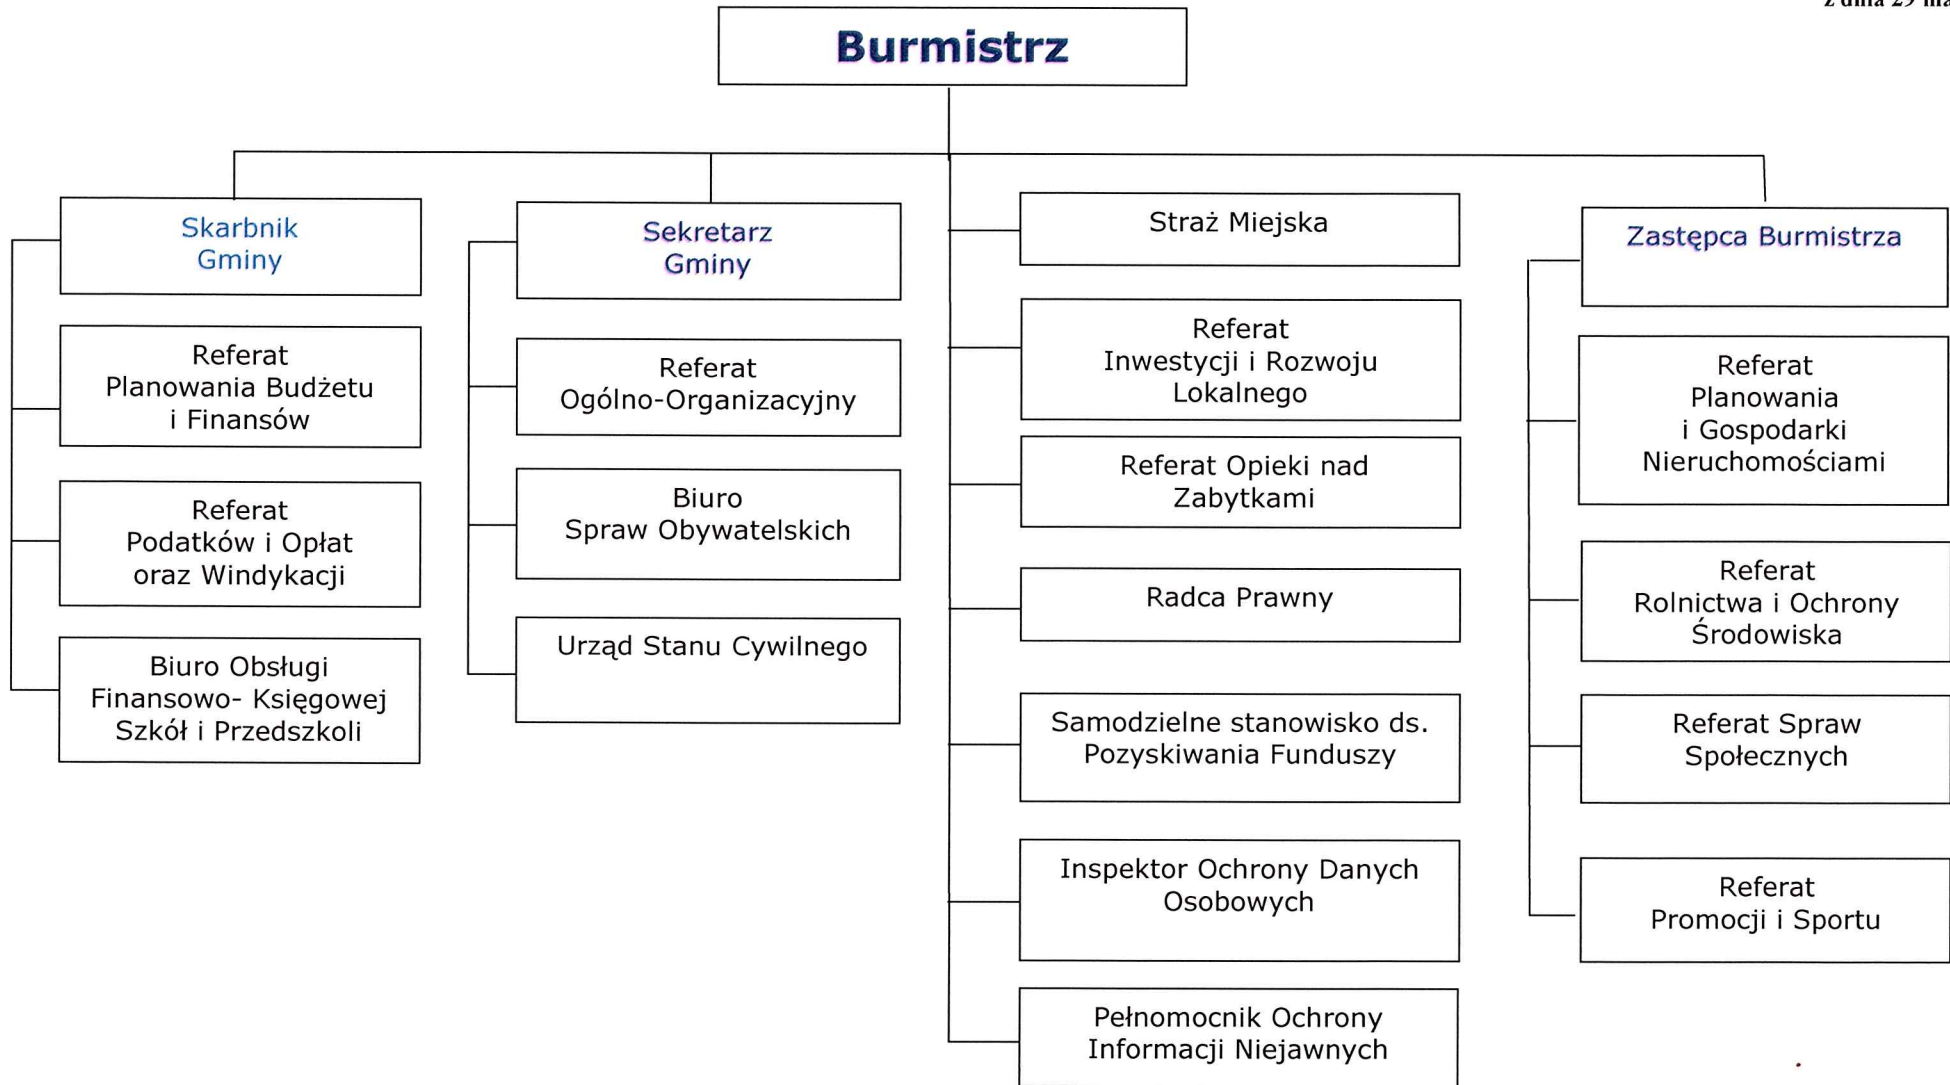 z dnia 29
Burmistrz
Skarbnik
Gminy
Referat
Planowania Budżetu
i Finansów
Referat
Podatków i Opłat
oraz Windykacji
Biuro Obsługi
Finansowo- Księgowej
Szkół i Przedszkoli
Sekretarz
Gminy
Referat
Ogólno-Organizacyjny
Biuro
Spraw Obywatelskich
Urząd Stanu Cywilnego
Straż Miejska
Referat
Inwestycji i Rozwoju
Lokalnego
Referat Opieki nad
Zabytkami
Radca Prawny
Samodzielne stanowisko ds.
Pozyskiwania Funduszy
Inspektor Ochrony Danych
Osobowych
Pełnomocnik Ochrony
Informacji Niejawnych
Zastępca Burmistrza
Referat
Planowania
i Gospodarki
Nieruchomościami
Referat
Rolnictwa i Ochrony
Środowiska
Referat Spraw
Społecznych
Referat
Promocji i Sportu